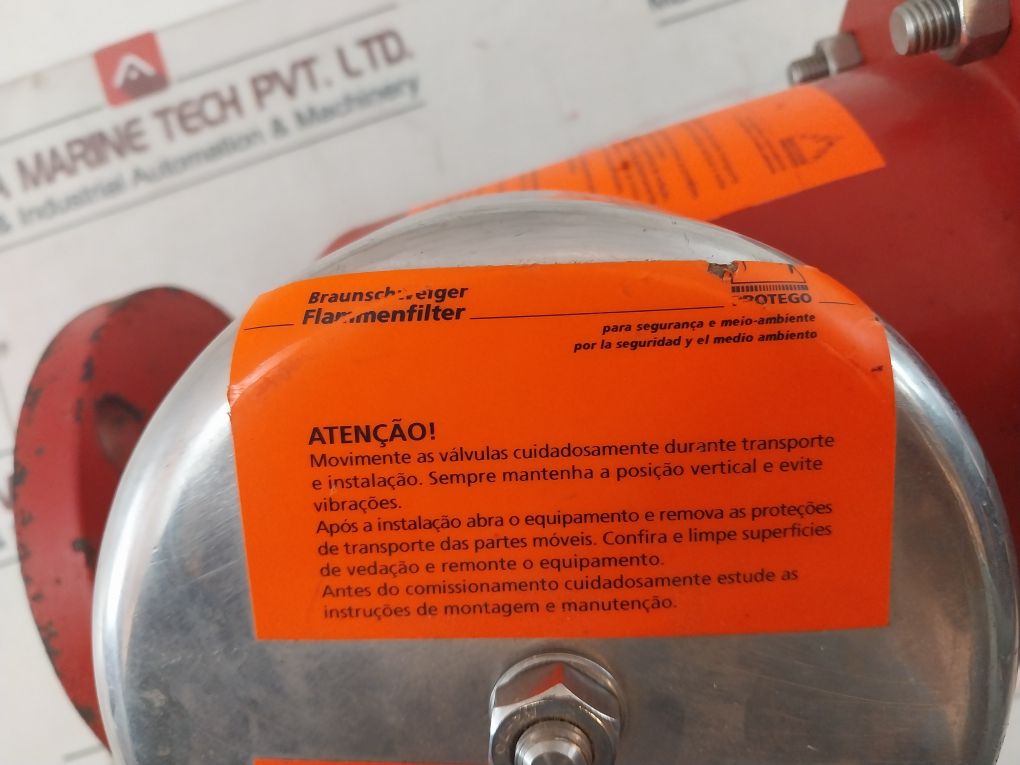 MARINE TECH PVT. LTD.
& Industrial Automation & Machinery
Braunschweiger
Flammenfilter
PROTEGO
para segurança e meio-ambiente
por la seguridad y el medio ambiento
ATENÇÃO!
Movimente as válvulas cuidadosamente durante transporte
e instalação. Sempre mantenha a posição vertical e evite
vibrações.
Após a instalação abra o equipamento e remova as proteções
de transporte das partes móveis. Confira e limpe superficies
de vedação e remonte o equipamento.
Antes do comissionamento cuidadosamente estude as
instruções de montagem e manutenção.